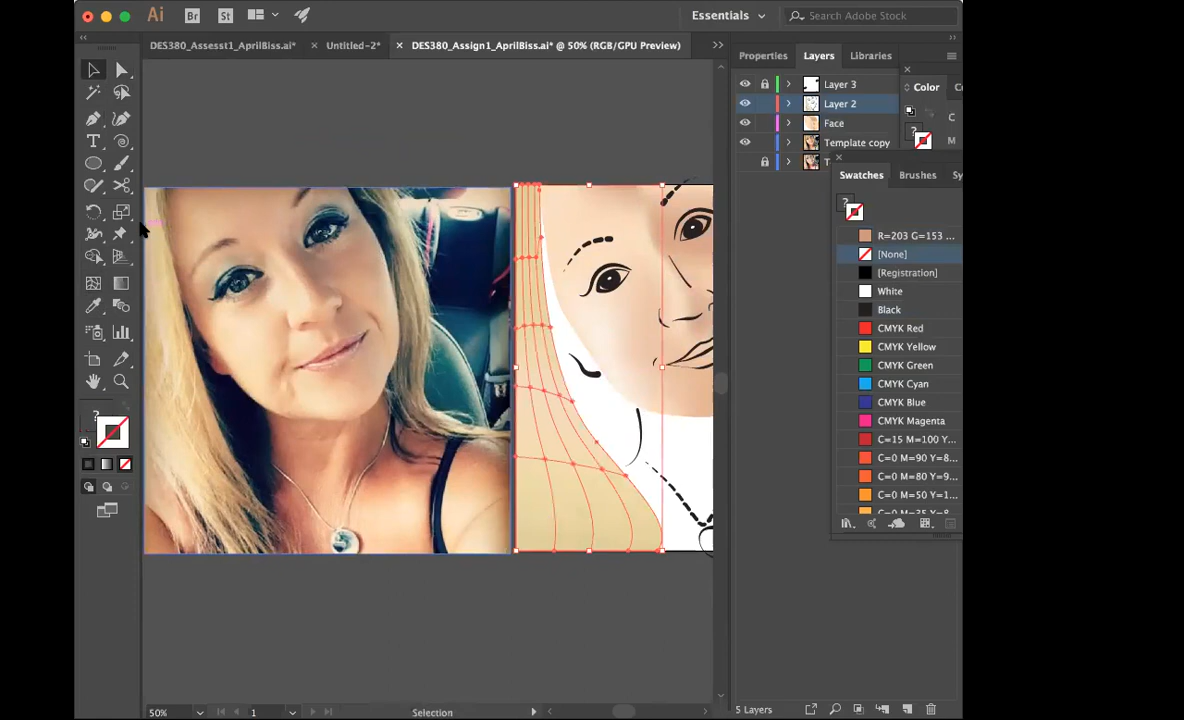 Ai Br St Essentials Search Adobe Stock
DES380_Assesst1_AprilBiss.ai* × Untitled-2* × DES380_Assign1_AprilBiss.ai* @ 50% (RGB/GPU Preview) Properties Layers Libraries
Layer 3
Color
Layer 2
C
Face
M
Template copy
T
Swatches Brushes Sy
R=203 G=153 ...
[None]
[Registration]
White
Black
CMYK Red
CMYK Yellow
CMYK Green
CMYK Cyan
CMYK Blue
CMYK Magenta
C=15 M=100 Y...
C=0 M=90 Y=8...
C=0 M=80 Y=9...
C=0 M=50 Y=1...
C=0 M=35 Y=8...
50% 1 Selection 5 Layers